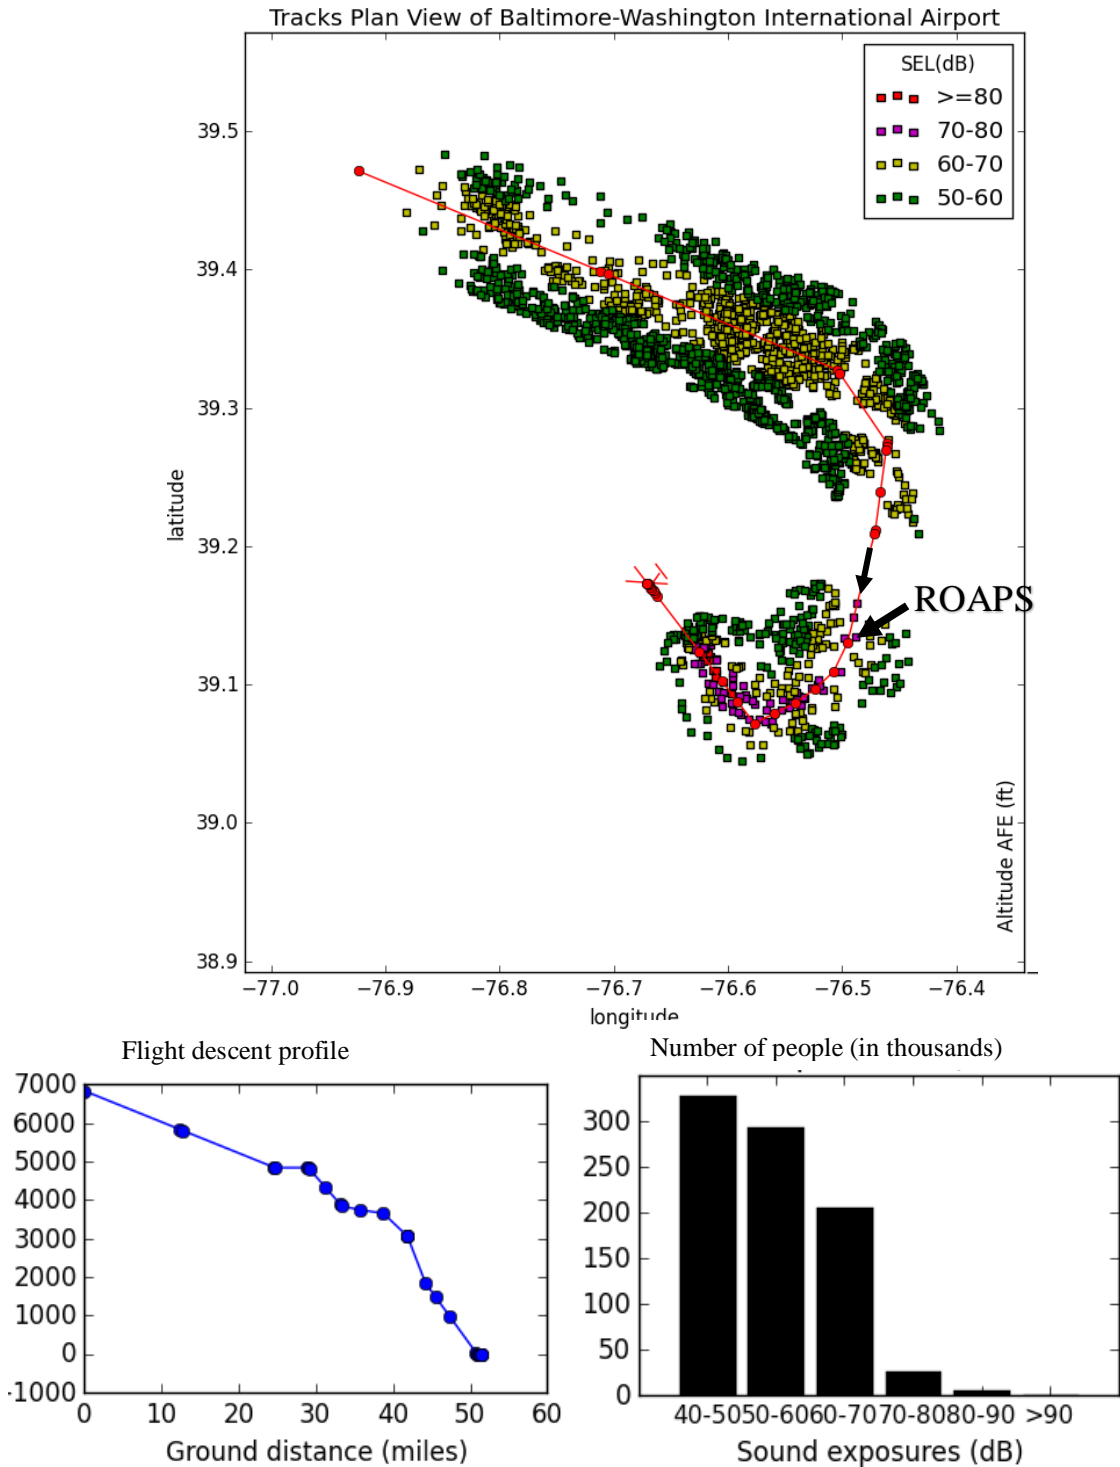 Tracks Plan View of Baltimore-Washington International Airport
SEL(dB)
>=80
70-80
60-70
50-60
39.5
39.4
39.3
39.2
39.1
39.0
38.9
latitude
ROAPS
Altitude AFE (ft)
−77.0 −76.9 −76.8 −76.7 −76.6 −76.5 −76.4
longitude
Flight descent profile
7000
6000
5000
4000
3000
2000
1000
0
-1000
0 10 20 30 40 50 60
Ground distance (miles)
Number of people (in thousands)
300
250
200
150
100
50
0
40-50 50-60 60-70 70-80 80-90 >90
Sound exposures (dB)